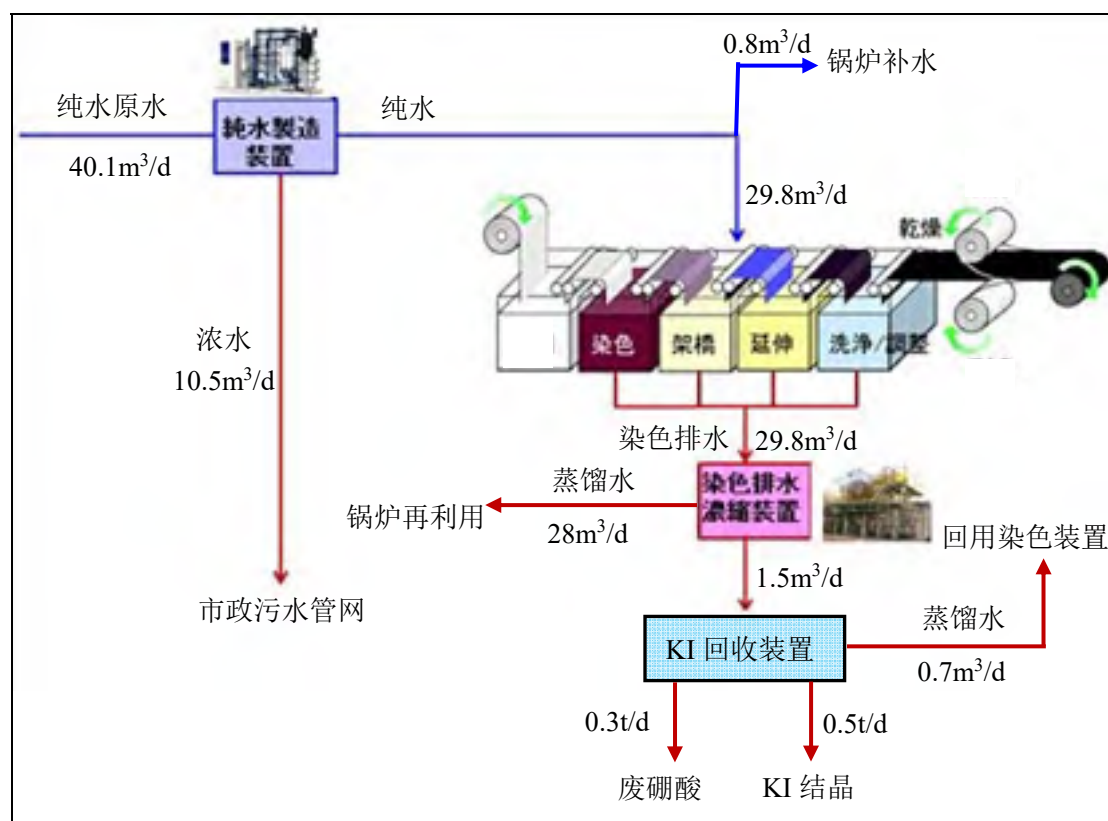 0.8m³/d
锅炉补水
纯水原水
純水製造
装置
纯水
40.1m³/d
29.8m³/d
乾燥
浓水
10.5m³/d
染色
架橋
延伸
洗浄/調整
染色排水
29.8m³/d
蒸馏水
染色排水
濃縮装置
锅炉再利用
28m³/d
回用染色装置
1.5m³/d
市政污水管网
KI 回收装置
蒸馏水
0.7m³/d
0.3t/d
0.5t/d
废硼酸
KI 结晶